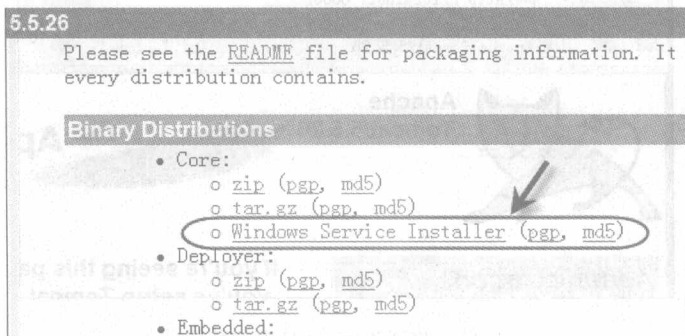 5.5.26
Please see the README file for packaging information. It
every distribution contains.
Binary Distributions
• Core:
o zip (pgp, md5)
o tar.gz (pgp, md5)
o Windows Service Installer (pgp, md5)
• Deployer:
o zip (pgp, md5)
o tar.gz (pgp, md5)
• Embedded: